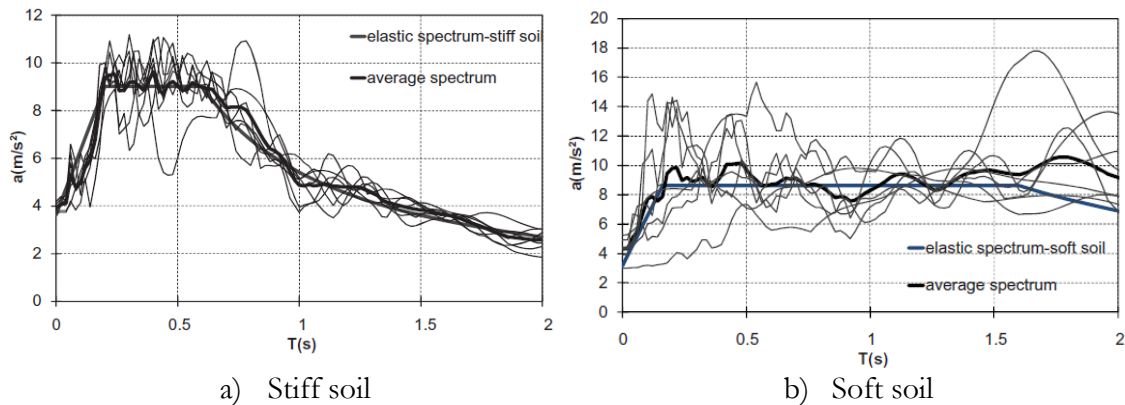 12
10
8
6
4
2
0
a(m/s²)
elastic spectrum-stiff soil
average spectrum
0 0.5 1 1.5 2
T(s)
a) Stiff soil
20
18
16
14
12
10
8
6
4
2
0
a(m/s²)
elastic spectrum-soft soil
average spectrum
0 0.5 1 1.5 2
T(s)
b) Soft soil